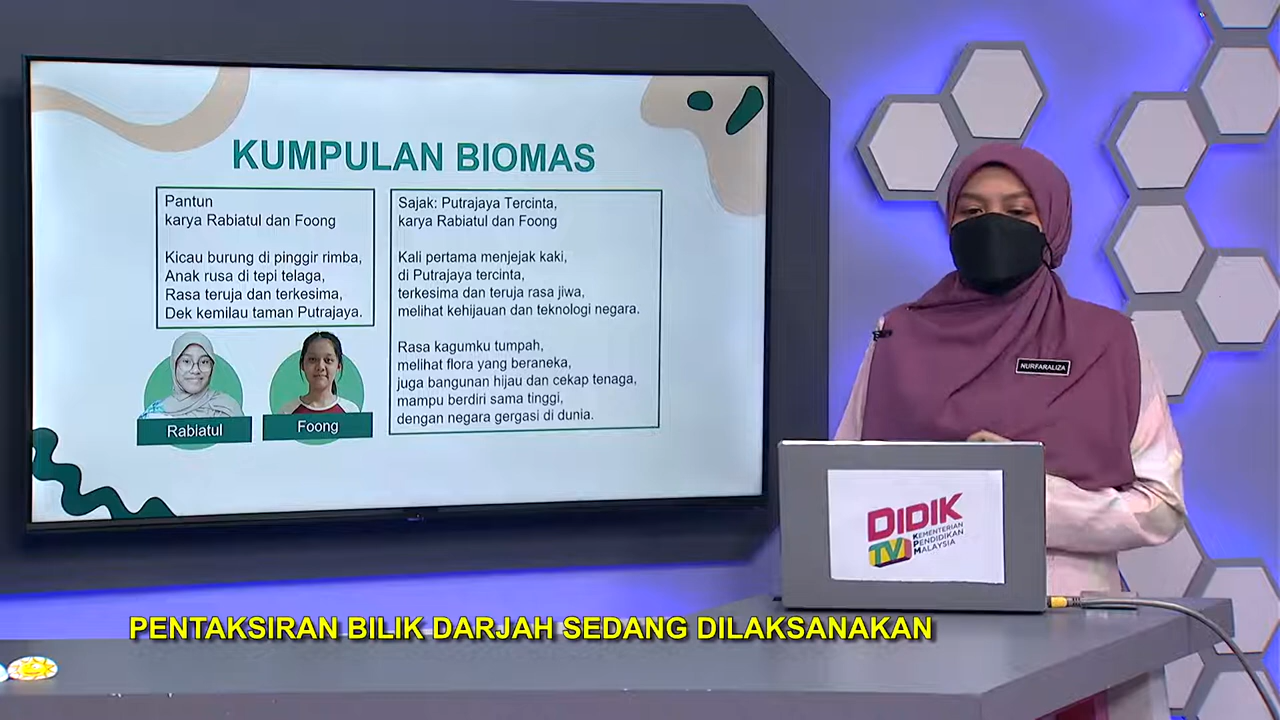 KUMPULAN BIOMAS
Pantun
karya Rabiatul dan Foong
Kicau burung di pinggir rimba,
Anak rusa di tepi telaga,
Rasa teruja dan terkesima,
Dek kemilau taman Putrajaya.
Rabiatul
Foong
Sajak: Putrajaya Tercinta,
karya Rabiatul dan Foong
Kali pertama menjejak kaki,
di Putrajaya tercinta,
terkesima dan teruja rasa jiwa,
melihat kehijauan dan teknologi negara.
Rasa kagumku tumpah,
melihat flora yang beraneka,
juga bangunan hijau dan cekap tenaga,
mampu berdiri sama tinggi,
dengan negara gergasi di dunia.
NURFARALIZA
DIDIK
TV
KEMENTERIAN
PENDIDIKAN
MALAYSIA
PENTAKSIRAN BILIK DARJAH SEDANG DILAKSANAKAN